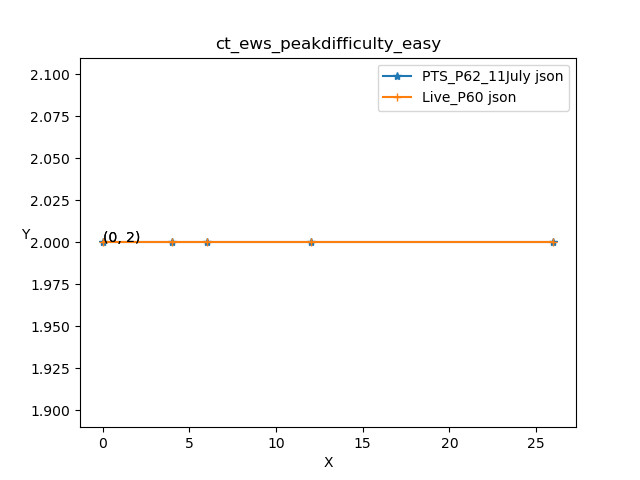 ct_ews_peakdifficulty_easy
PTS_P62_11July json
Live_P60 json
2.100
2.075
2.050
2.025
2.000
1.975
1.950
1.925
1.900
Y
(0, 2)
0 5 10 15 20 25
X